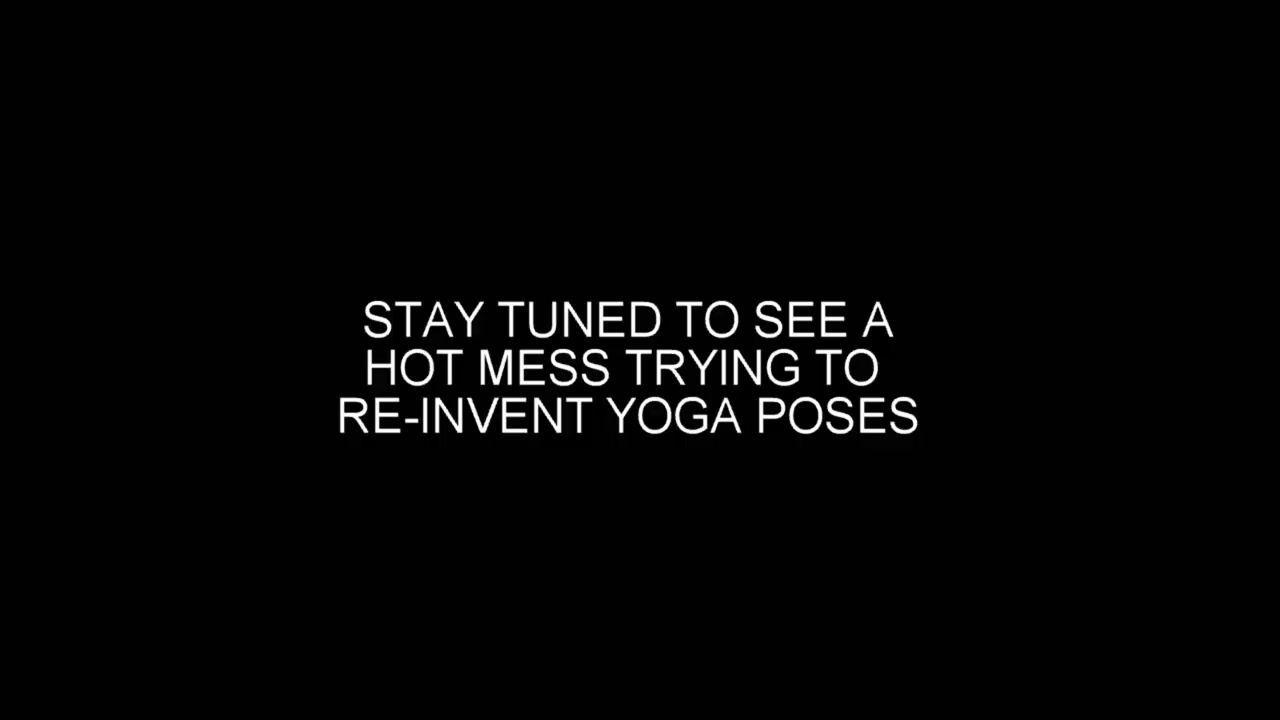 STAY TUNED TO SEE A
HOT MESS TRYING TO
RE-INVENT YOGA POSES